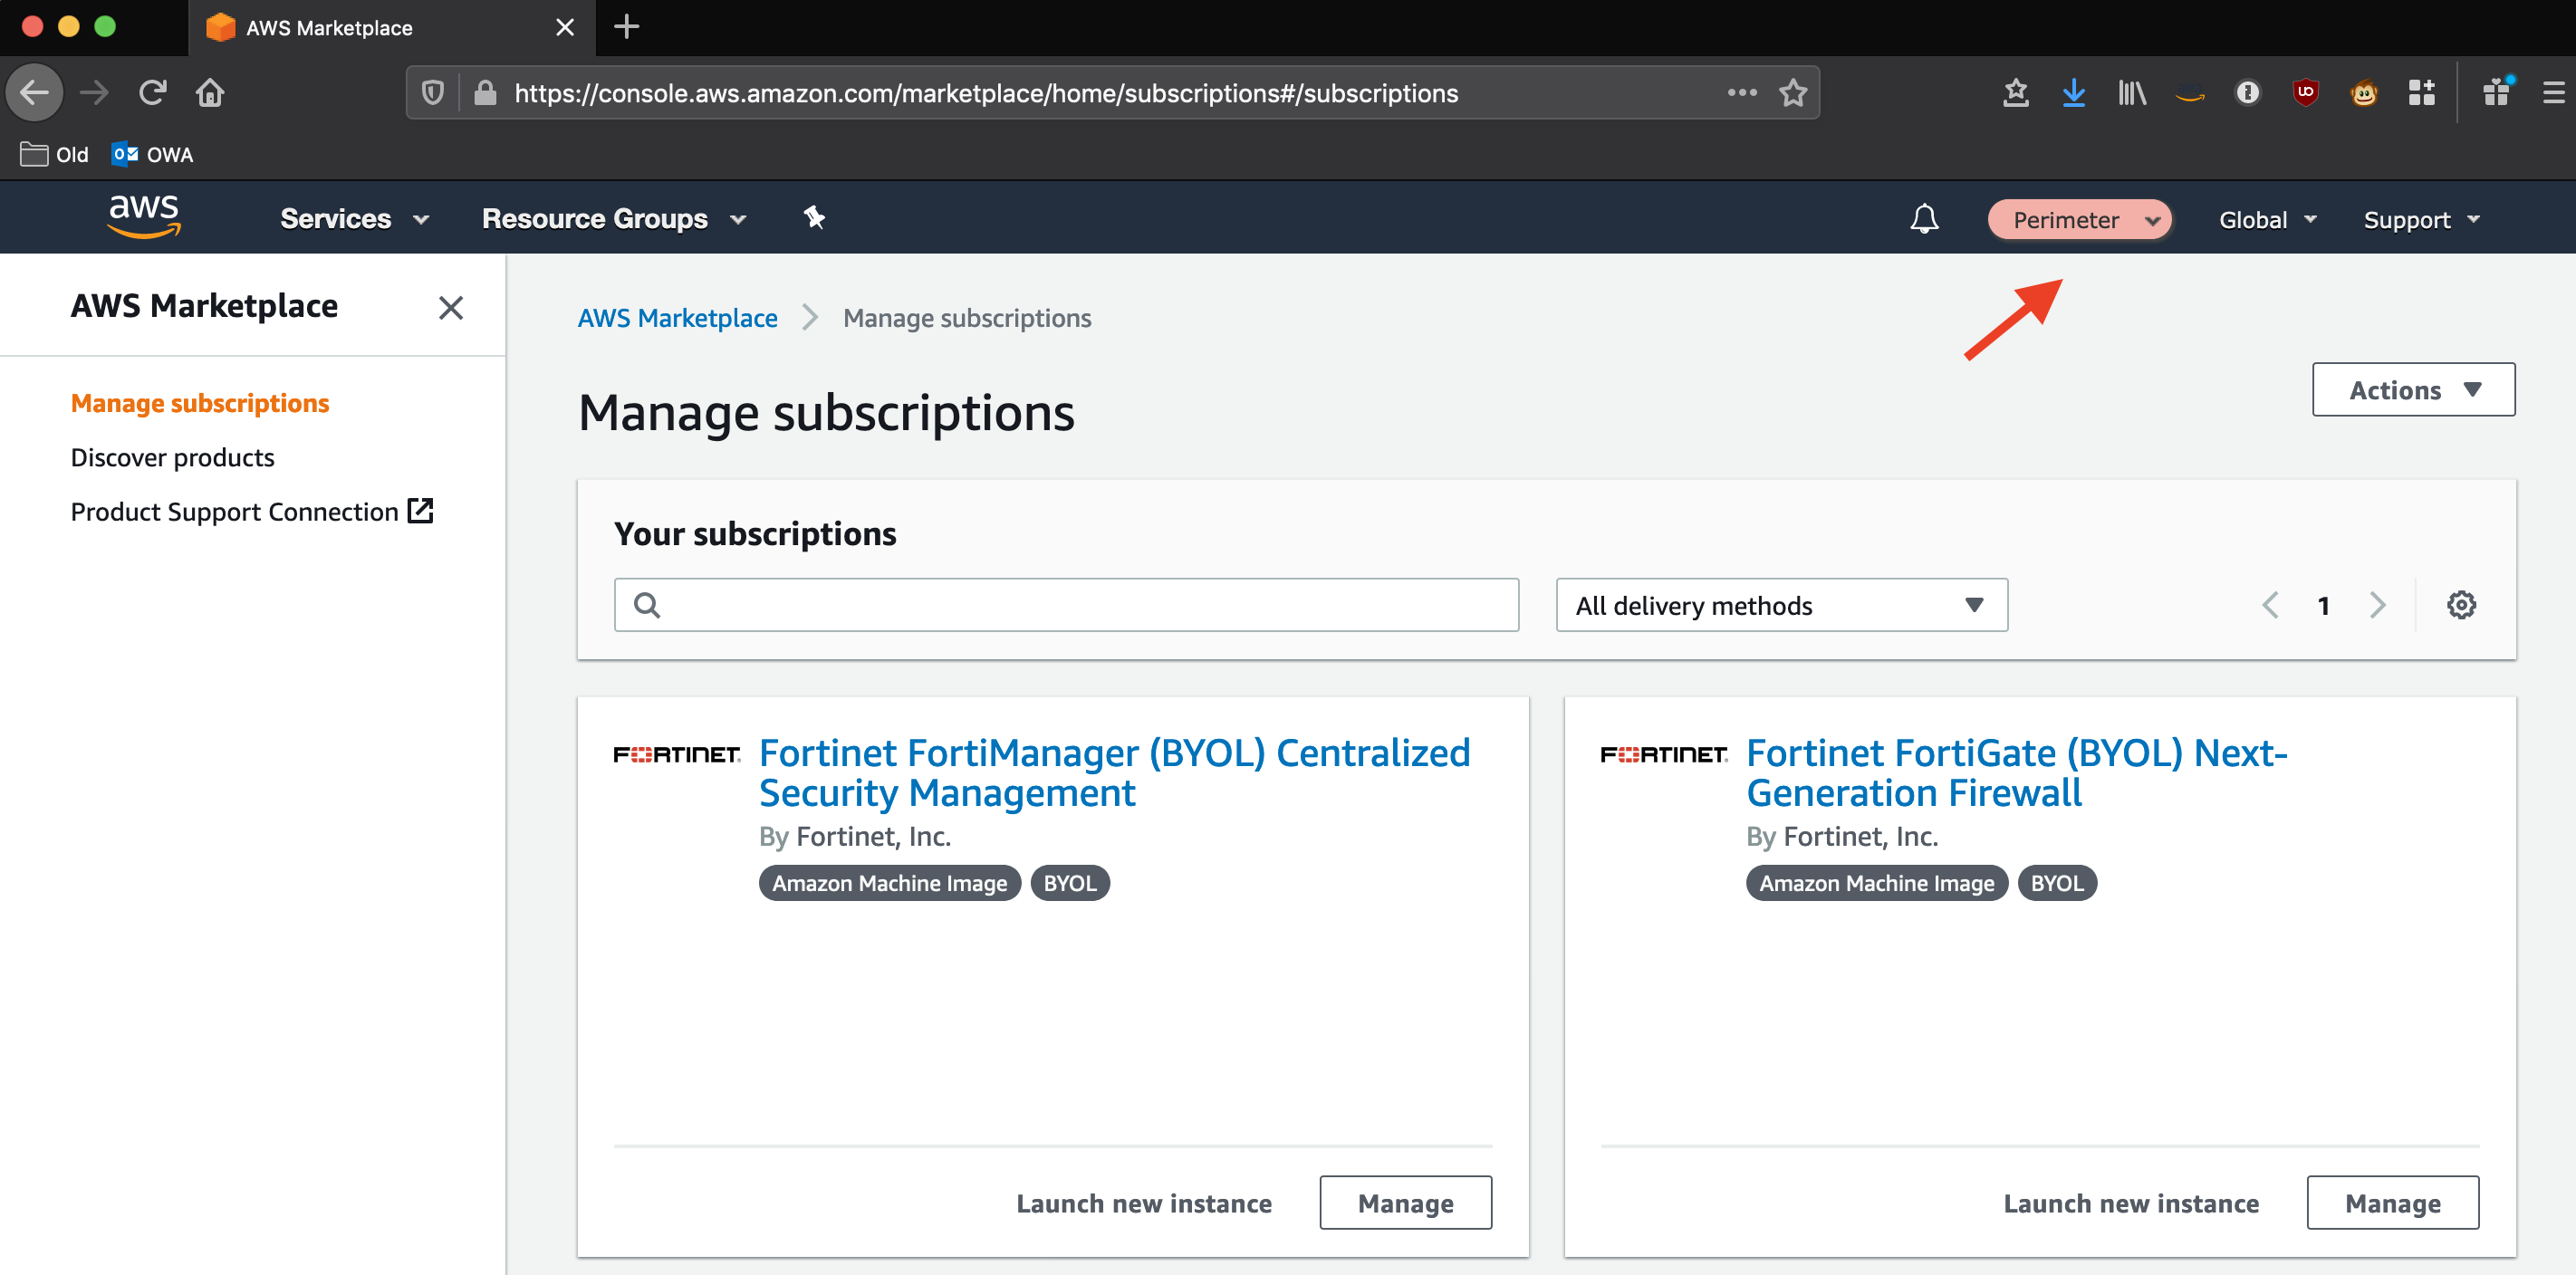 AWS Marketplace
https://console.aws.amazon.com/marketplace/home/subscriptions#/subscriptions
Old
OWA
aws
Services
Resource Groups
Perimeter
Global
Support
AWS Marketplace
Manage subscriptions
Discover products
Product Support Connection
AWS Marketplace
Manage subscriptions
Manage subscriptions
Actions
Your subscriptions
All delivery methods
1
FORTINET
Fortinet FortiManager (BYOL) Centralized
Security Management
By Fortinet, Inc.
Amazon Machine Image
BYOL
Launch new instance
Manage
FORTINET
Fortinet FortiGate (BYOL) Next-
Generation Firewall
By Fortinet, Inc.
Amazon Machine Image
BYOL
Launch new instance
Manage